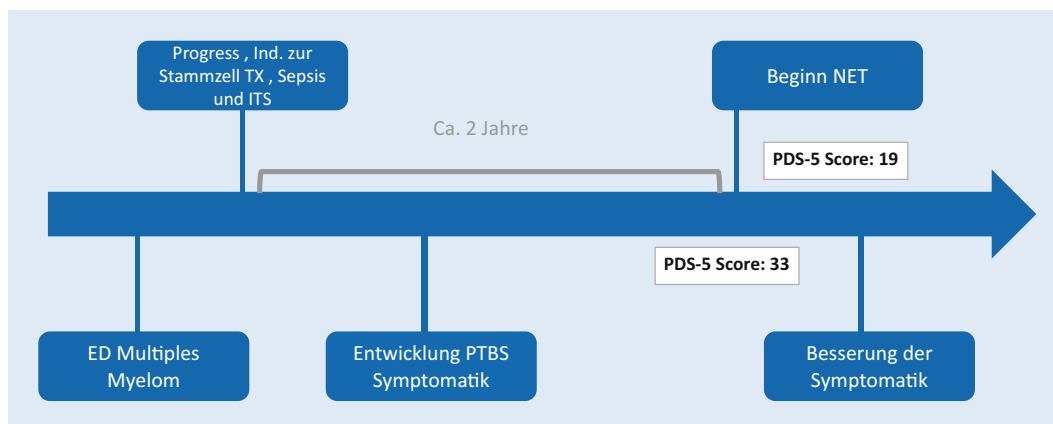 Progress , Ind. zur
Stammzell TX , Sepsis
und ITS
Beginn NET
Ca. 2 Jahre
PDS-5 Score: 19
PDS-5 Score: 33
ED Multiples
Myelom
Entwicklung PTBS
Symptomatik
Besserung der
Symptomatik